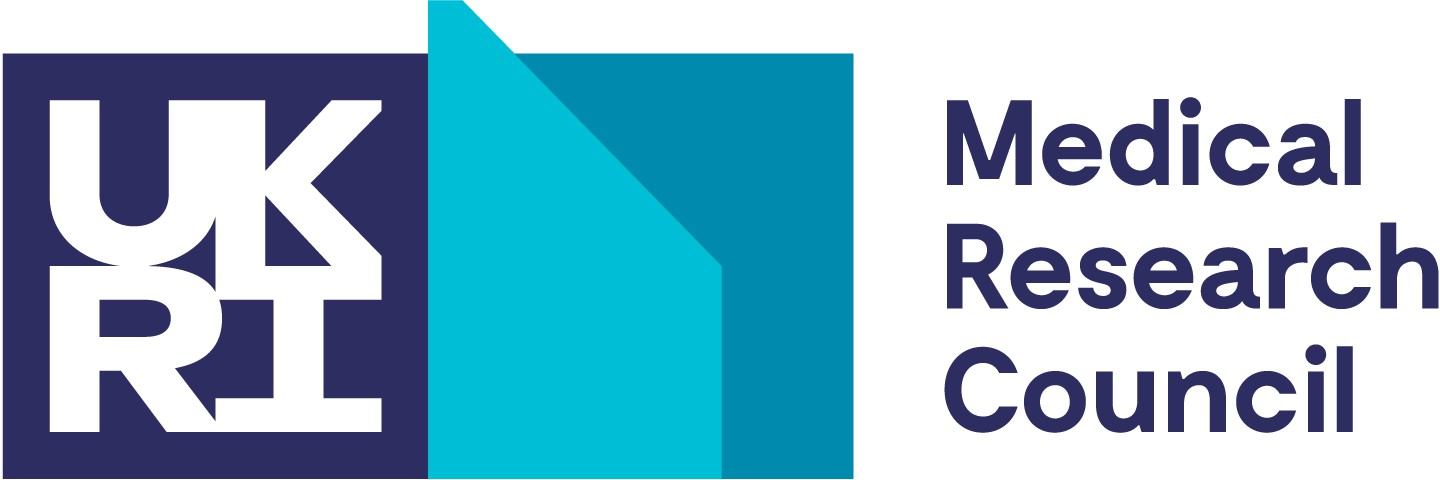 UK
RI
Medical
Research
Council